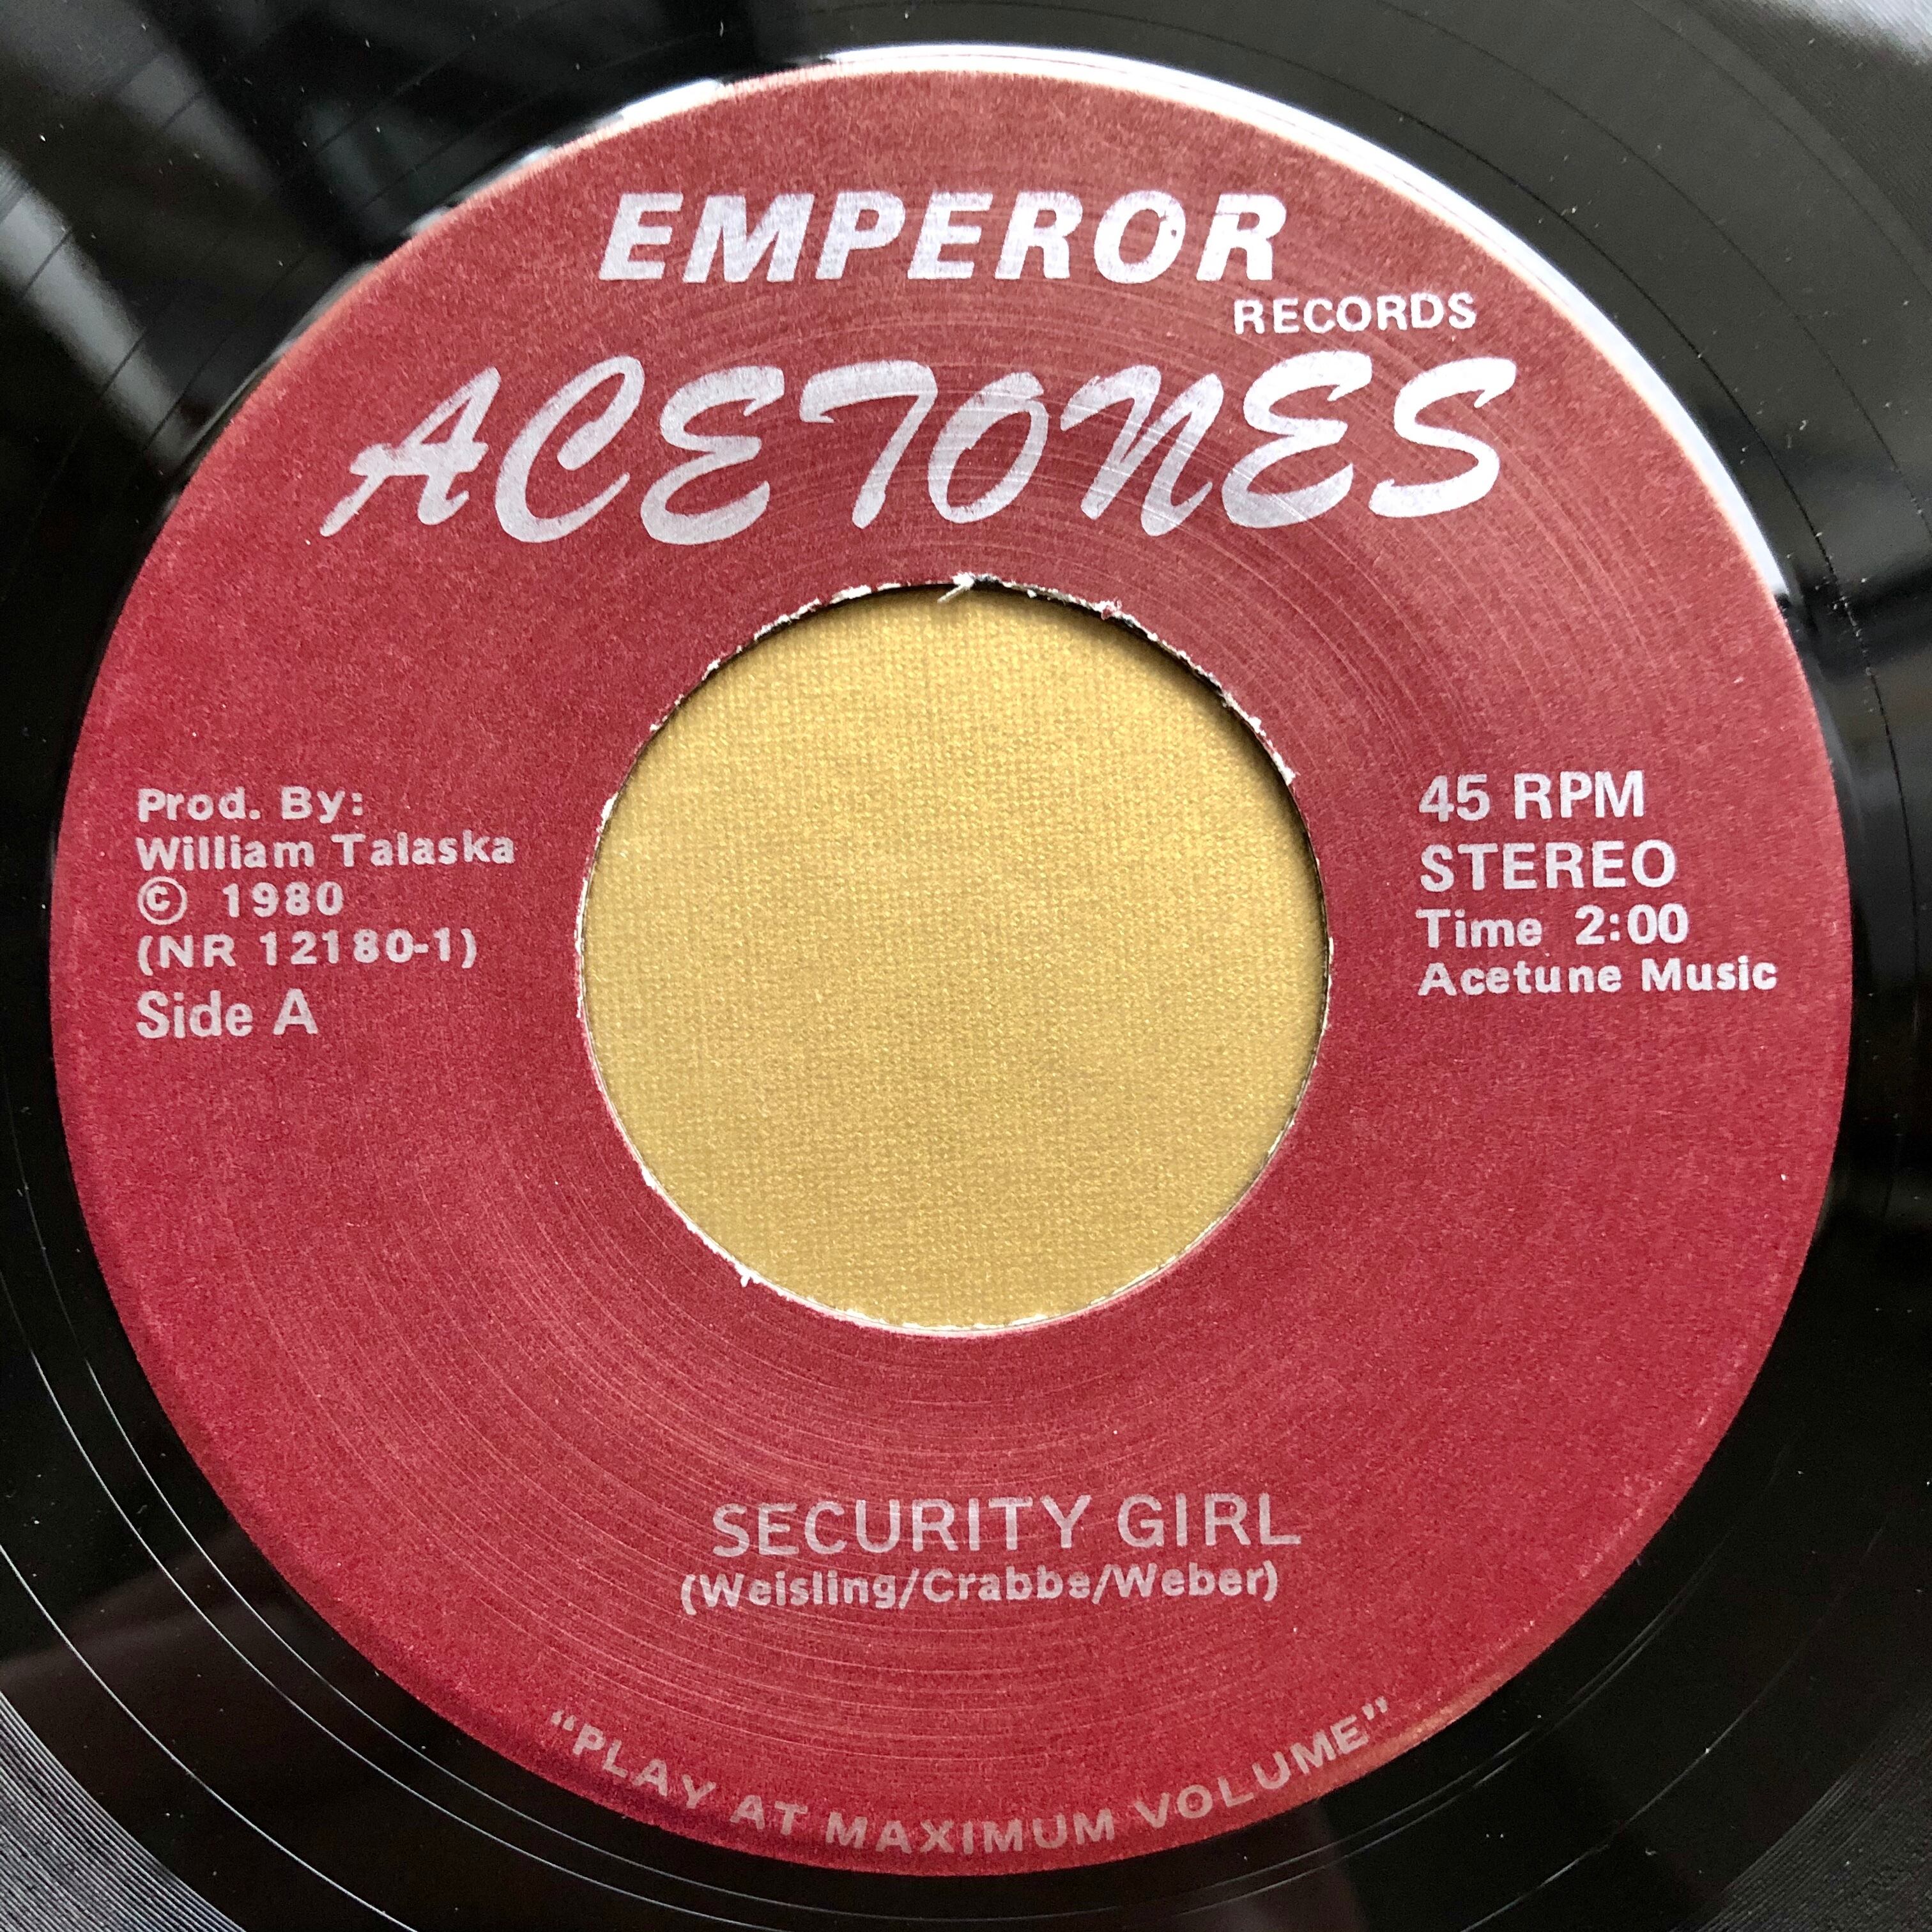 EMPEROR
RECORDS
ACETONES
Prod. By:
William Talaska
© 1980
(NR 12180-1)
Side A
45 RPM
STEREO
Time 2:00
Acetune Music
SECURITY GIRL
(Weisling/Crabbe/Weber)
"PLAY AT MAXIMUM VOLUME"